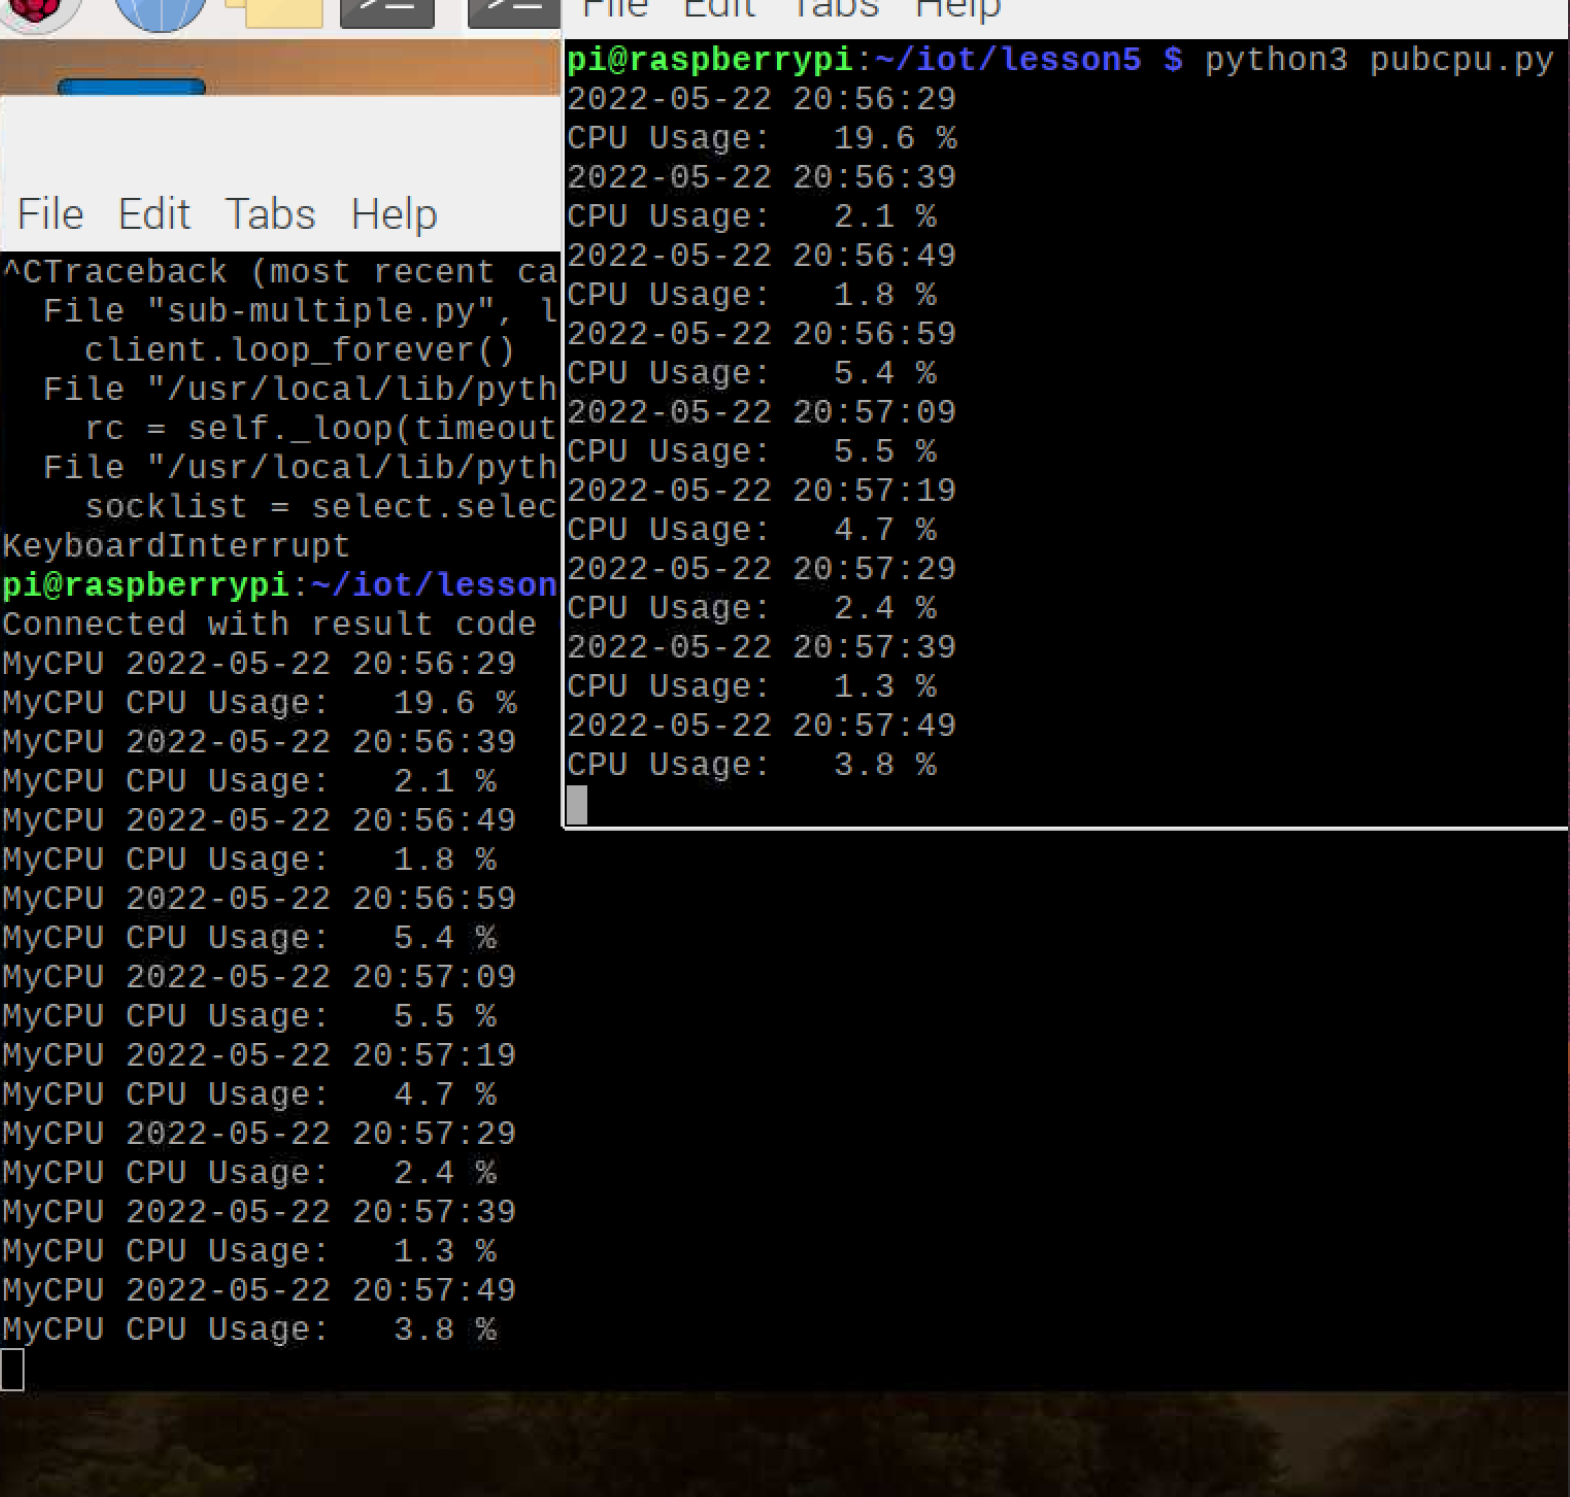 File Edit Tabs Help
pi@raspberrypi:~/iot/lesson5 $ python3 pubcpu.py
2022-05-22 20:56:29
CPU Usage:   19.6 %
2022-05-22 20:56:39
CPU Usage:   2.1 %
2022-05-22 20:56:49
CPU Usage:   1.8 %
2022-05-22 20:56:59
CPU Usage:   5.4 %
2022-05-22 20:57:09
CPU Usage:   5.5 %
2022-05-22 20:57:19
CPU Usage:   4.7 %
2022-05-22 20:57:29
CPU Usage:   2.4 %
2022-05-22 20:57:39
CPU Usage:   1.3 %
2022-05-22 20:57:49
CPU Usage:   3.8 %
File Edit Tabs Help
^CTraceback (most recent ca
  File "sub-multiple.py", l
    client.loop_forever()
  File "/usr/local/lib/pyth
    rc = self._loop(timeout
  File "/usr/local/lib/pyth
    socklist = select.selec
KeyboardInterrupt
pi@raspberrypi:~/iot/lesson
Connected with result code
MyCPU 2022-05-22 20:56:29
MyCPU CPU Usage:   19.6 %
MyCPU 2022-05-22 20:56:39
MyCPU CPU Usage:   2.1 %
MyCPU 2022-05-22 20:56:49
MyCPU CPU Usage:   1.8 %
MyCPU 2022-05-22 20:56:59
MyCPU CPU Usage:   5.4 %
MyCPU 2022-05-22 20:57:09
MyCPU CPU Usage:   5.5 %
MyCPU 2022-05-22 20:57:19
MyCPU CPU Usage:   4.7 %
MyCPU 2022-05-22 20:57:29
MyCPU CPU Usage:   2.4 %
MyCPU 2022-05-22 20:57:39
MyCPU CPU Usage:   1.3 %
MyCPU 2022-05-22 20:57:49
MyCPU CPU Usage:   3.8 %